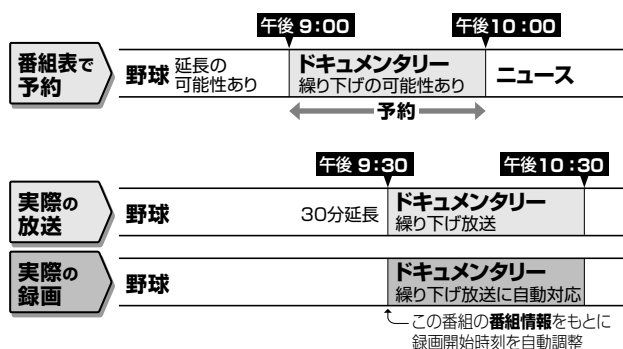 午後 9:00
午後10:00
番組表で
予約
野球 延長の
可能性あり
ドキュメンタリー
繰り下げの可能性あり
ニュース
予約
午後 9:30
午後10:30
実際の
放送
野球
30分延長
ドキュメンタリー
繰り下げ放送
実際の
録画
野球
ドキュメンタリー
繰り下げ放送に自動対応
この番組の番組情報をもとに
録画開始時刻を自動調整